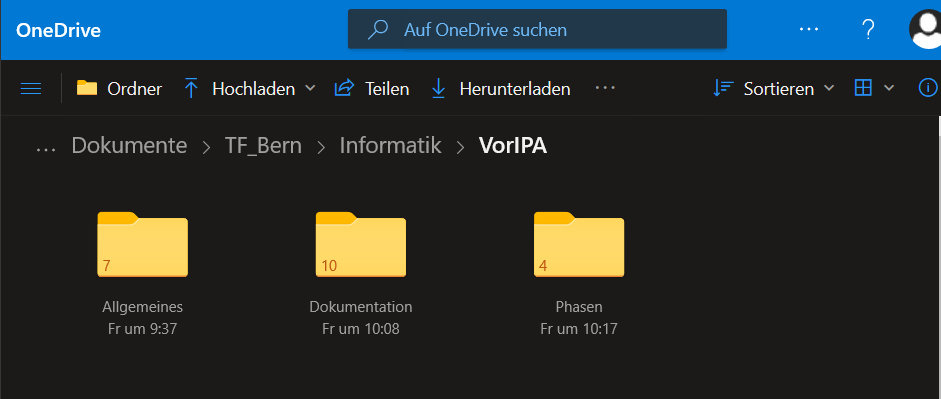 OneDrive
Auf OneDrive suchen
...
?
Ordner
Hochladen
Teilen
Herunterladen
...
Sortieren
i
... Dokumente > TF_Bern > Informatik > VorIPA
7
10
4
Allgemeines
Dokumentation
Phasen
Fr um 9:37
Fr um 10:08
Fr um 10:17